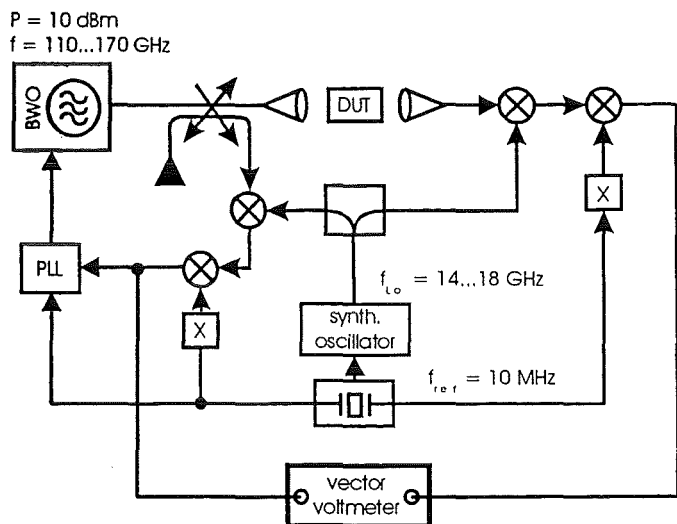 P = 10 dBm
f = 110...170 GHz
BWO
DUT
X
PLL
X
f_Lo = 14...18 GHz
synth.
oscillator
f_ref = 10 MHz
vector
voltmeter